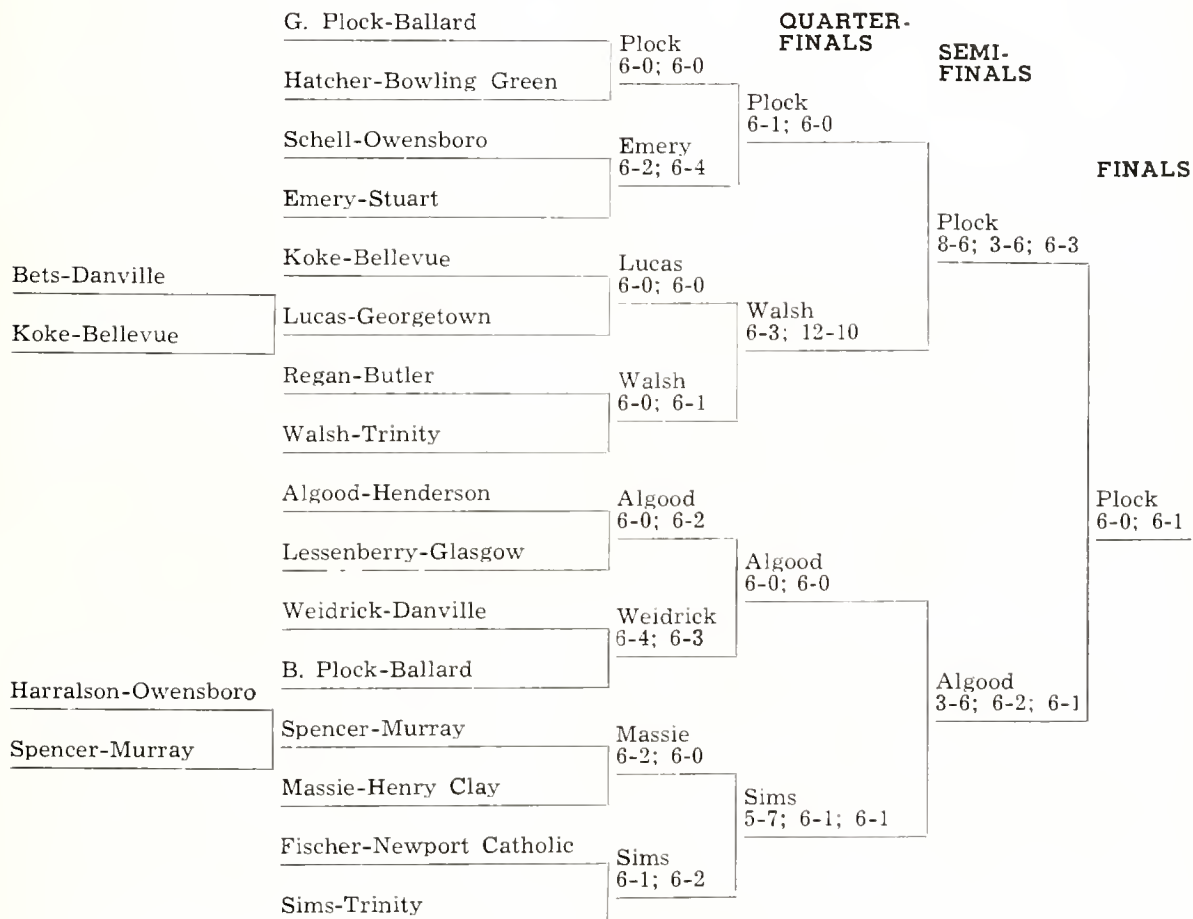 G. Plock-Ballard
Hatcher-Bowling Green
Schell-Owensboro
Emery-Stuart
Koke-Bellevue
Bets-Danville
Koke-Bellevue
Lucas-Georgetown
Regan-Butler
Walsh-Trinity
Algood-Henderson
Lessenberry-Glasgow
Weidrick-Danville
B. Plock-Ballard
Harralson-Owensboro
Spencer-Murray
Spencer-Murray
Massie-Henry Clay
Fischer-Newport Catholic
Sims-Trinity
Plock
6-0; 6-0
Emery
6-2; 6-4
Lucas
6-0; 6-0
Walsh
6-0; 6-1
Algood
6-0; 6-2
Weidrick
6-4; 6-3
Massie
6-2; 6-0
Sims
6-1; 6-2
QUARTER-
FINALS
Plock
6-1; 6-0
Walsh
6-3; 12-10
Algood
6-0; 6-0
Sims
5-7; 6-1; 6-1
SEMI-
FINALS
Plock
8-6; 3-6; 6-3
Algood
3-6; 6-2; 6-1
FINALS
Plock
6-0; 6-1